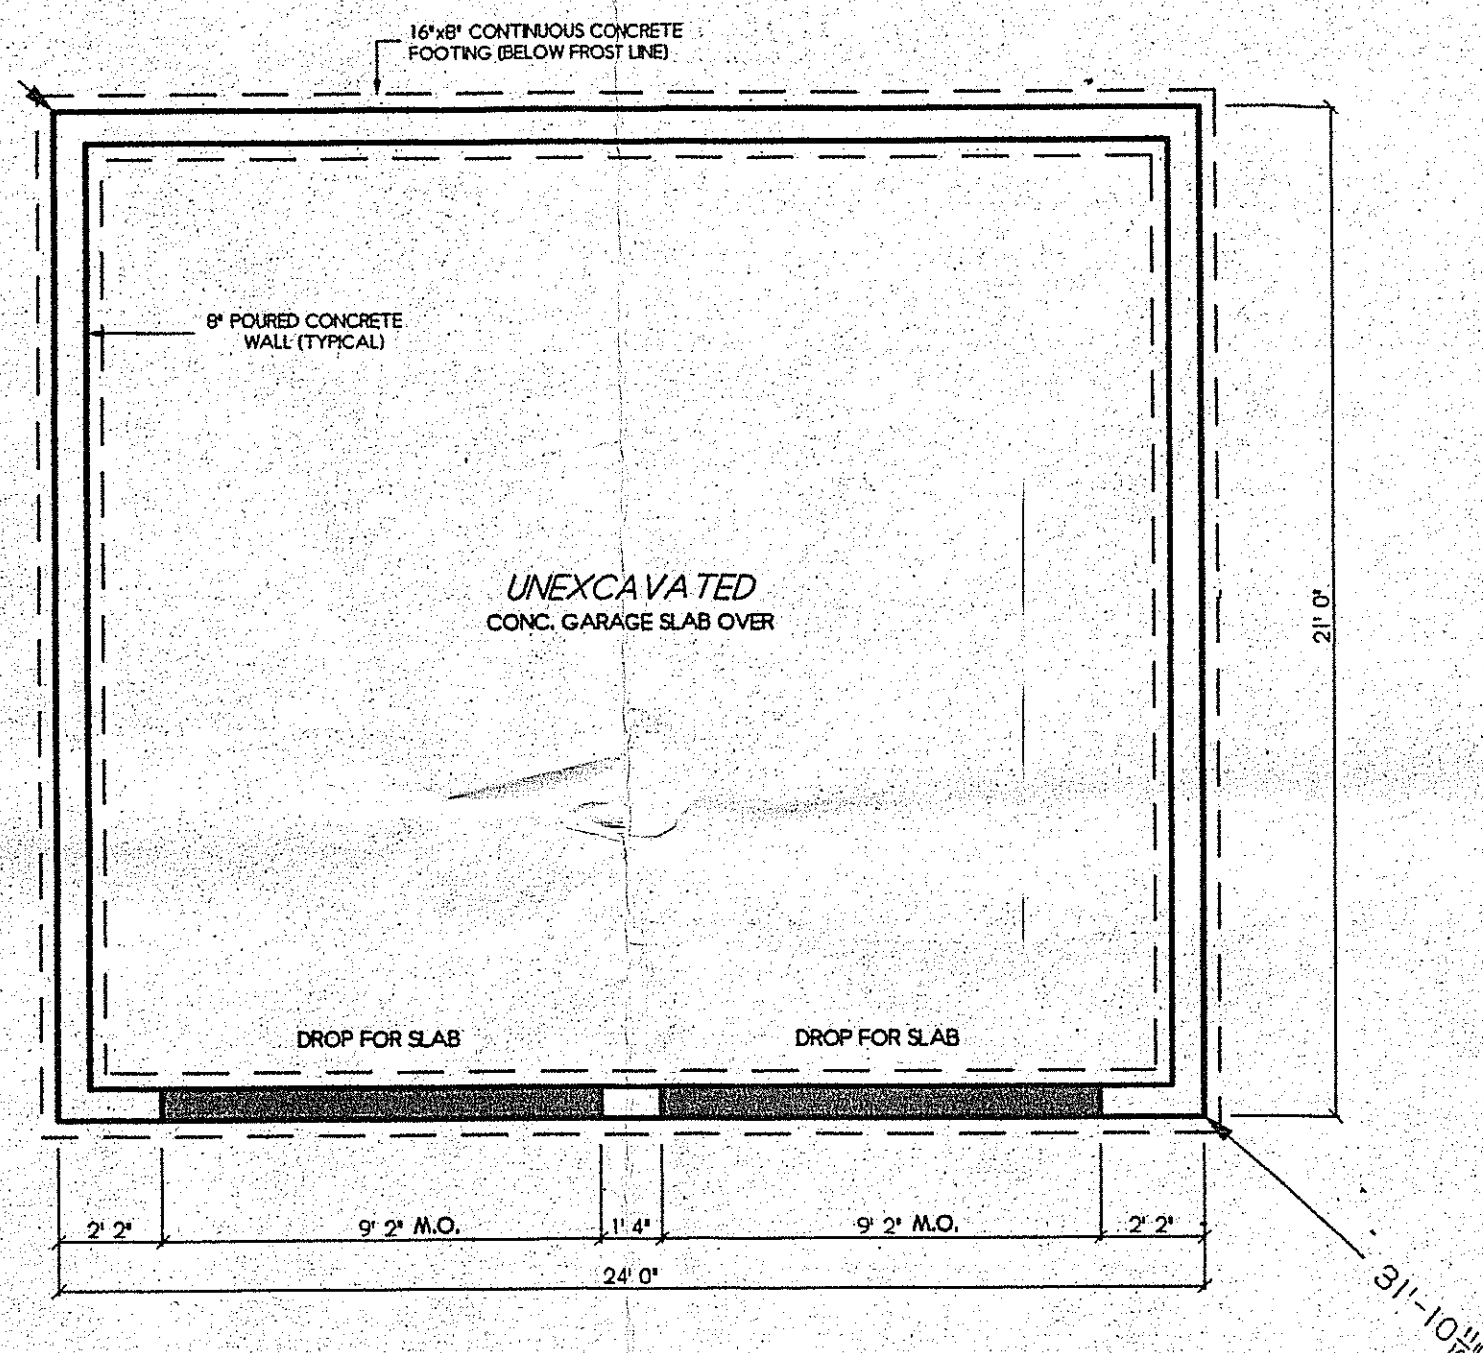 16"x8" CONTINUOUS CONCRETE
FOOTING (BELOW FROST LINE)
8" POURED CONCRETE
WALL (TYPICAL)
UNEXCAVATED
CONC. GARAGE SLAB OVER
21' 0"
DROP FOR SLAB
DROP FOR SLAB
2' 2"
9' 2" M.O.
1' 4"
9' 2" M.O.
2' 2"
24' 0"
31'-10